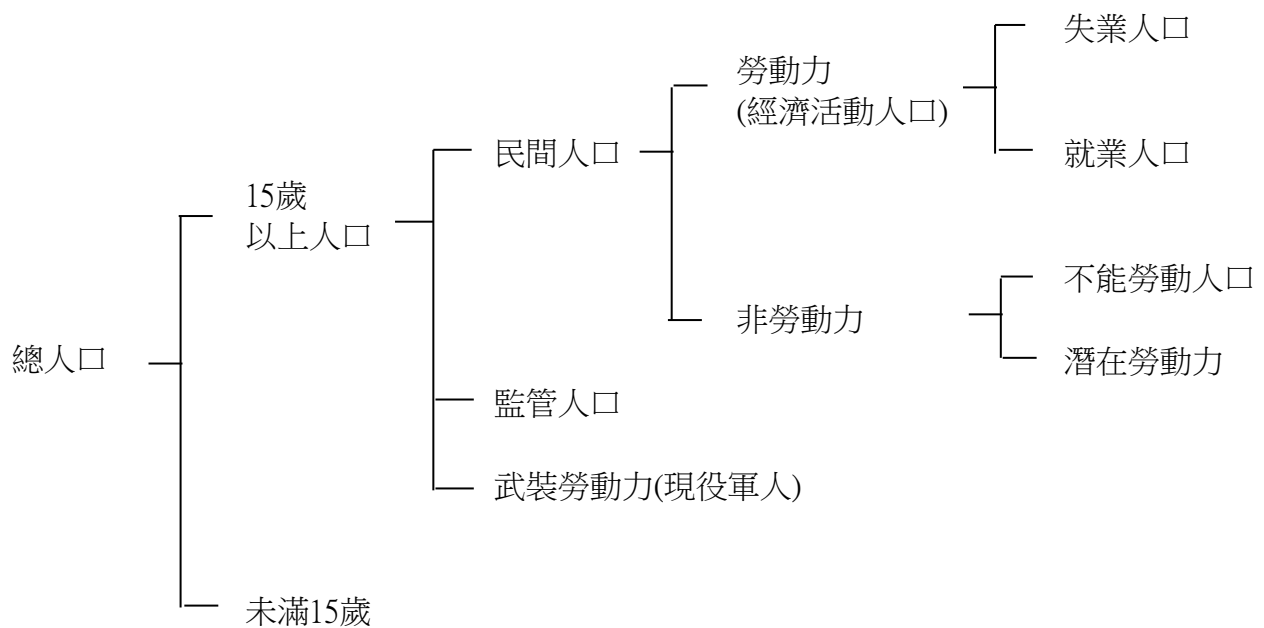 總人口
15歲
以上人口
未滿15歲
民間人口
監管人口
武裝勞動力(現役軍人)
勞動力
(經濟活動人口)
非勞動力
失業人口
就業人口
不能勞動人口
潛在勞動力